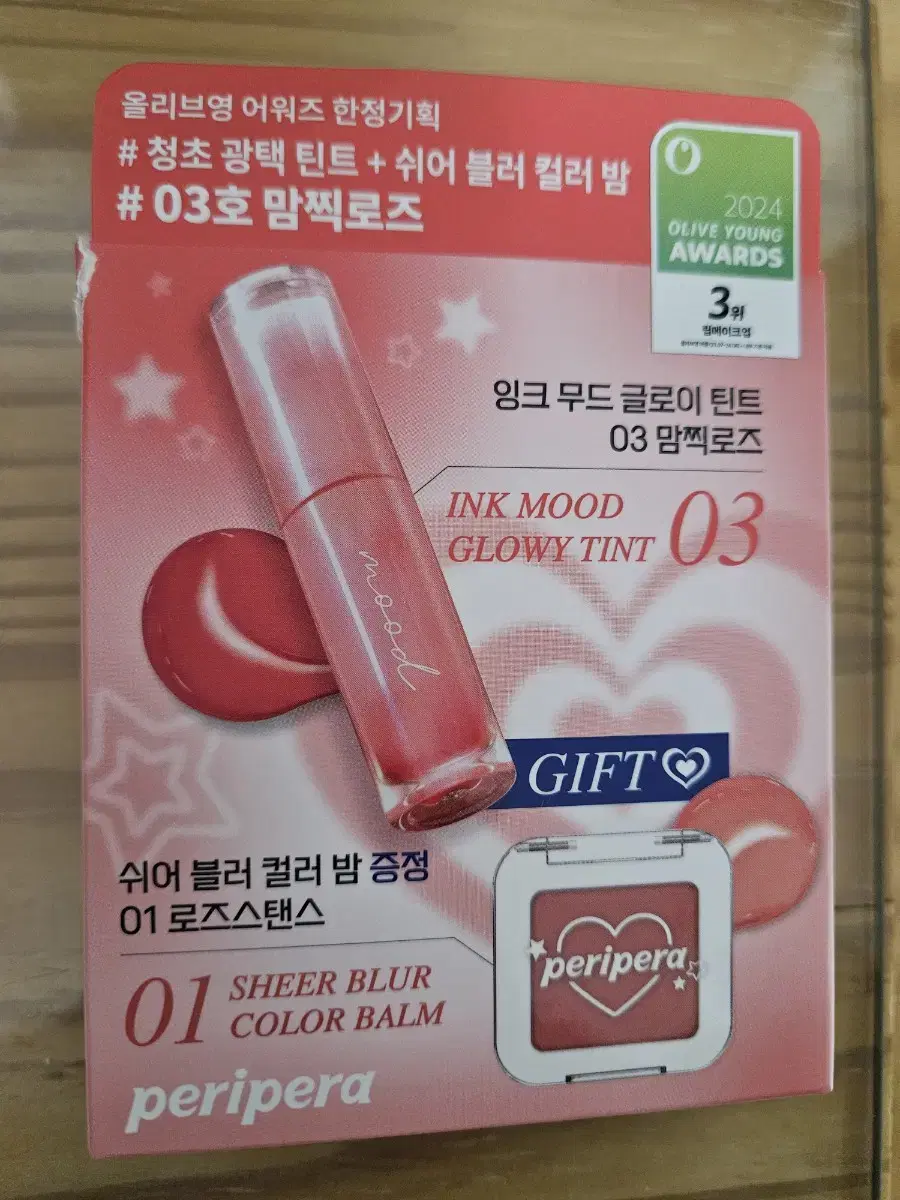 올리브영 어워즈 한정기획
# 청초 광택 틴트 + 쉬어 블러 컬러 밤
# 03호 맘찍로즈
2024
OLIVE YOUNG
AWARDS
3위
립메이크업
잉크 무드 글로이 틴트
03 맘찍로즈
INK MOOD
GLOWY TINT 03
mood
GIFT
쉬어 블러 컬러 밤 증정
01 로즈스탠스
peripera
01 SHEER BLUR
COLOR BALM
peripera